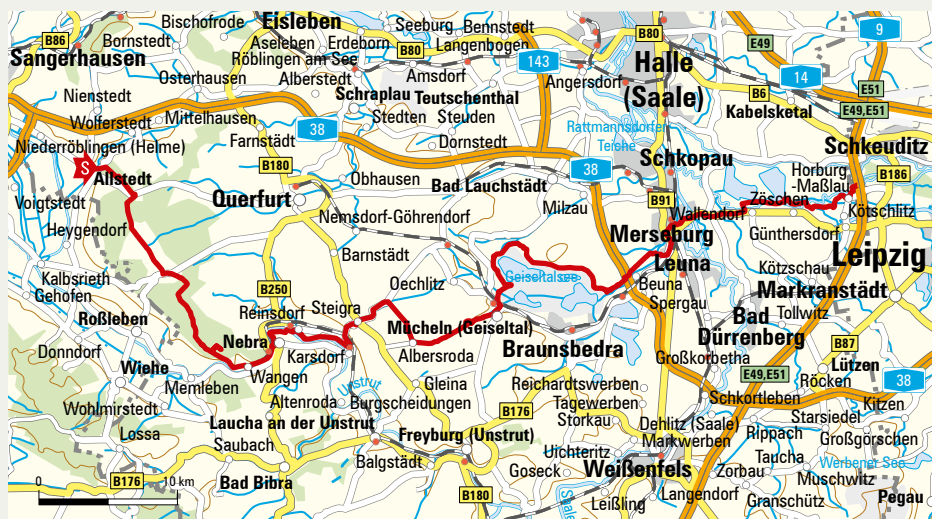 Bischofrode
Eisleben
Seeburg
Bennstedt
B80
Halle
(Saale)
E49
9
B86
Bornstedt
Aseleben
Erdeborn
B80
Langenbogen
143
Sangerhausen
Röblingen am See
Amsdorf
Angersdorf
14
E51
Osterhausen
Alberstedt
B6
Nienstedt
Schraplau
Teutschenthal
Kabelsketal
E49,E51
Wolferstedt
Mittelhausen
Stedten
Steuden
38
Rattmannsdorfer
Teiche
Niederröblingen (Helme)
Farnstädt
Dornstedt
Schkeuditz
S
Allstedt
B180
Obhausen
38
Schkopau
Horburg
-Maßlau
B186
Voigtstedt
Querfurt
Bad Lauchstädt
B91
Zöschen
Milzau
Wallendorf
Kötschlitz
Heygendorf
Nemsdorf-Göhrendorf
Merseburg
Günthersdorf
Barnstädt
Leuna
Leipzig
Kalbsrieth
Oechlitz
Geiseltalsee
Beuna
Kötzschau
Gehofen
B250
Spergau
Markranstädt
Roßleben
Reinsdorf
Steigra
Mücheln (Geiseltal)
Bad
Dürrenberg
Tollwitz
Nebra
Karsdorf
Albersroda
Braunsbedra
B87
Donndorf
Wiehe
Wangen
Großkorbetha
Lützen
Memleben
Unstrut
Gleina
Reichardtswerben
E49,E51
Röcken
38
Altenroda
Burgscheidungen
Tagewerben
Schkortleben
Kitzen
Wohlmirstedt
B176
Storkau
Starsiedel
Laucha an der Unstrut
Dehlitz (Saale)
Rippach
Großgörschen
Lossa
Saubach
Freyburg (Unstrut)
Markwerben
Uichteritz
Taucha
Werbener See
Balgstädt
Goseck
Weißenfels
Zorbau
Muschwitz
B176
Bad Bibra
B180
Langendorf
Granschütz
Pegau
Leißling
0
10 km